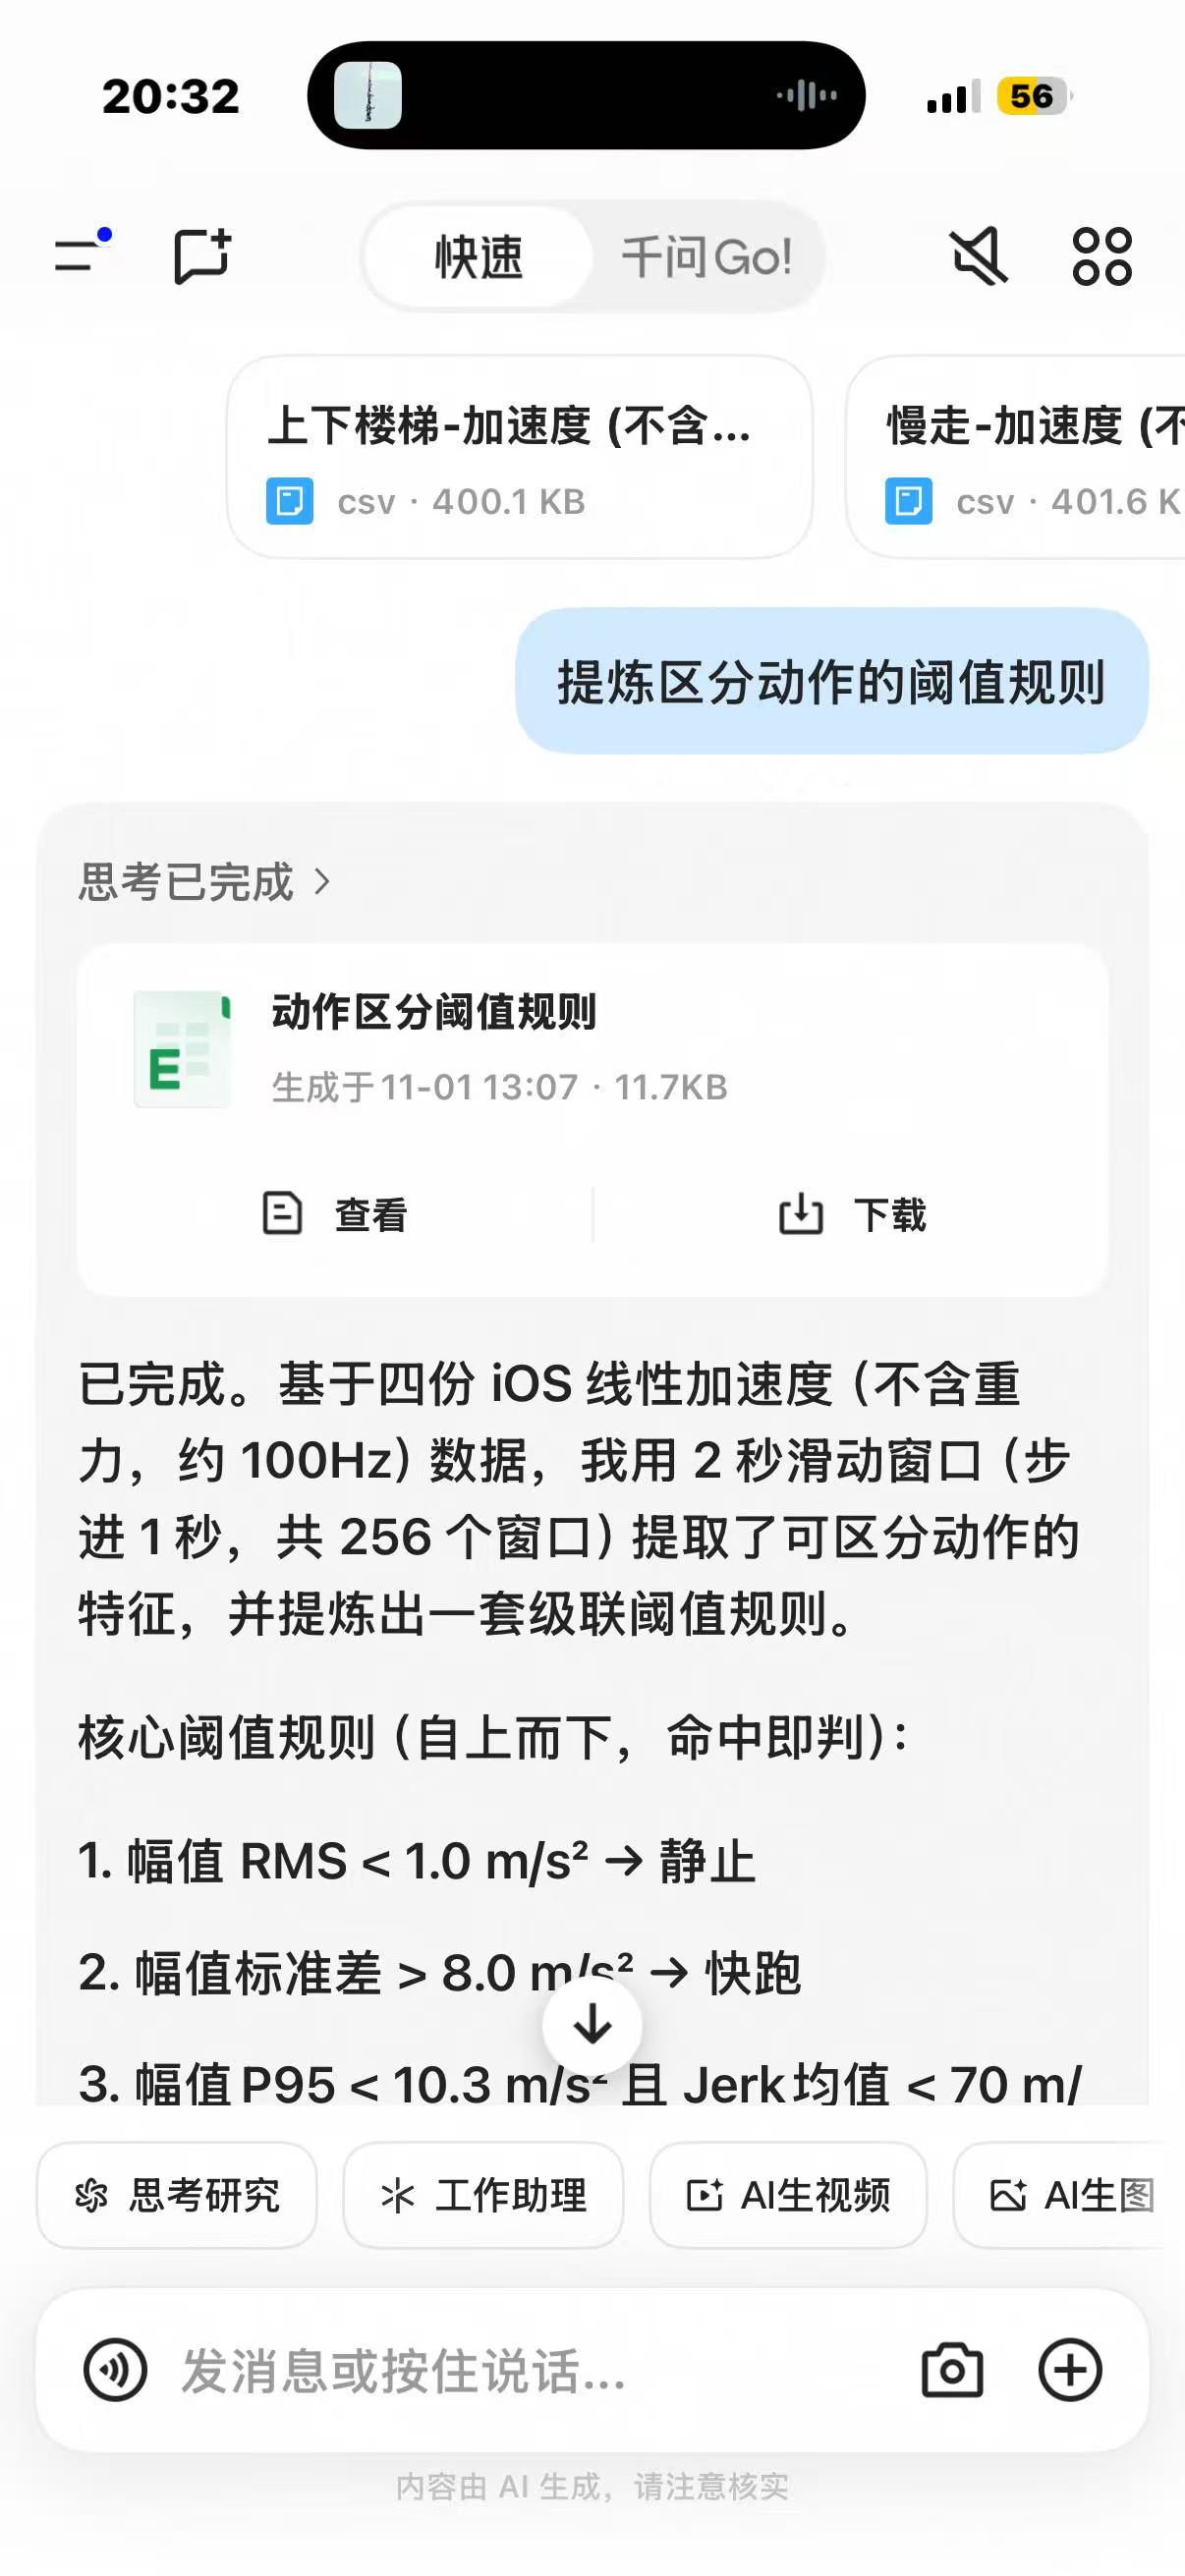 20:32
56
快速
千问Go!
上下楼梯-加速度 (不含...
csv · 400.1 KB
慢走-加速度 (不
csv · 401.6 K
提炼区分动作的阈值规则
思考已完成 >
动作区分阈值规则
生成于11-01 13:07 · 11.7KB
查看
下载
已完成。基于四份 iOS 线性加速度（不含重
力，约 100Hz）数据，我用 2 秒滑动窗口（步
进 1 秒，共 256 个窗口）提取了可区分动作的
特征，并提炼出一套级联阈值规则。
核心阈值规则（自上而下，命中即判）：
1. 幅值 RMS < 1.0 m/s² → 静止
2. 幅值标准差 > 8.0 m/s² → 快跑
3. 幅值 P95 < 10.3 m/s² 且 Jerk 均值 < 70 m/
思考研究
工作助理
AI生视频
AI生图
发消息或按住说话...
内容由 AI 生成，请注意核实